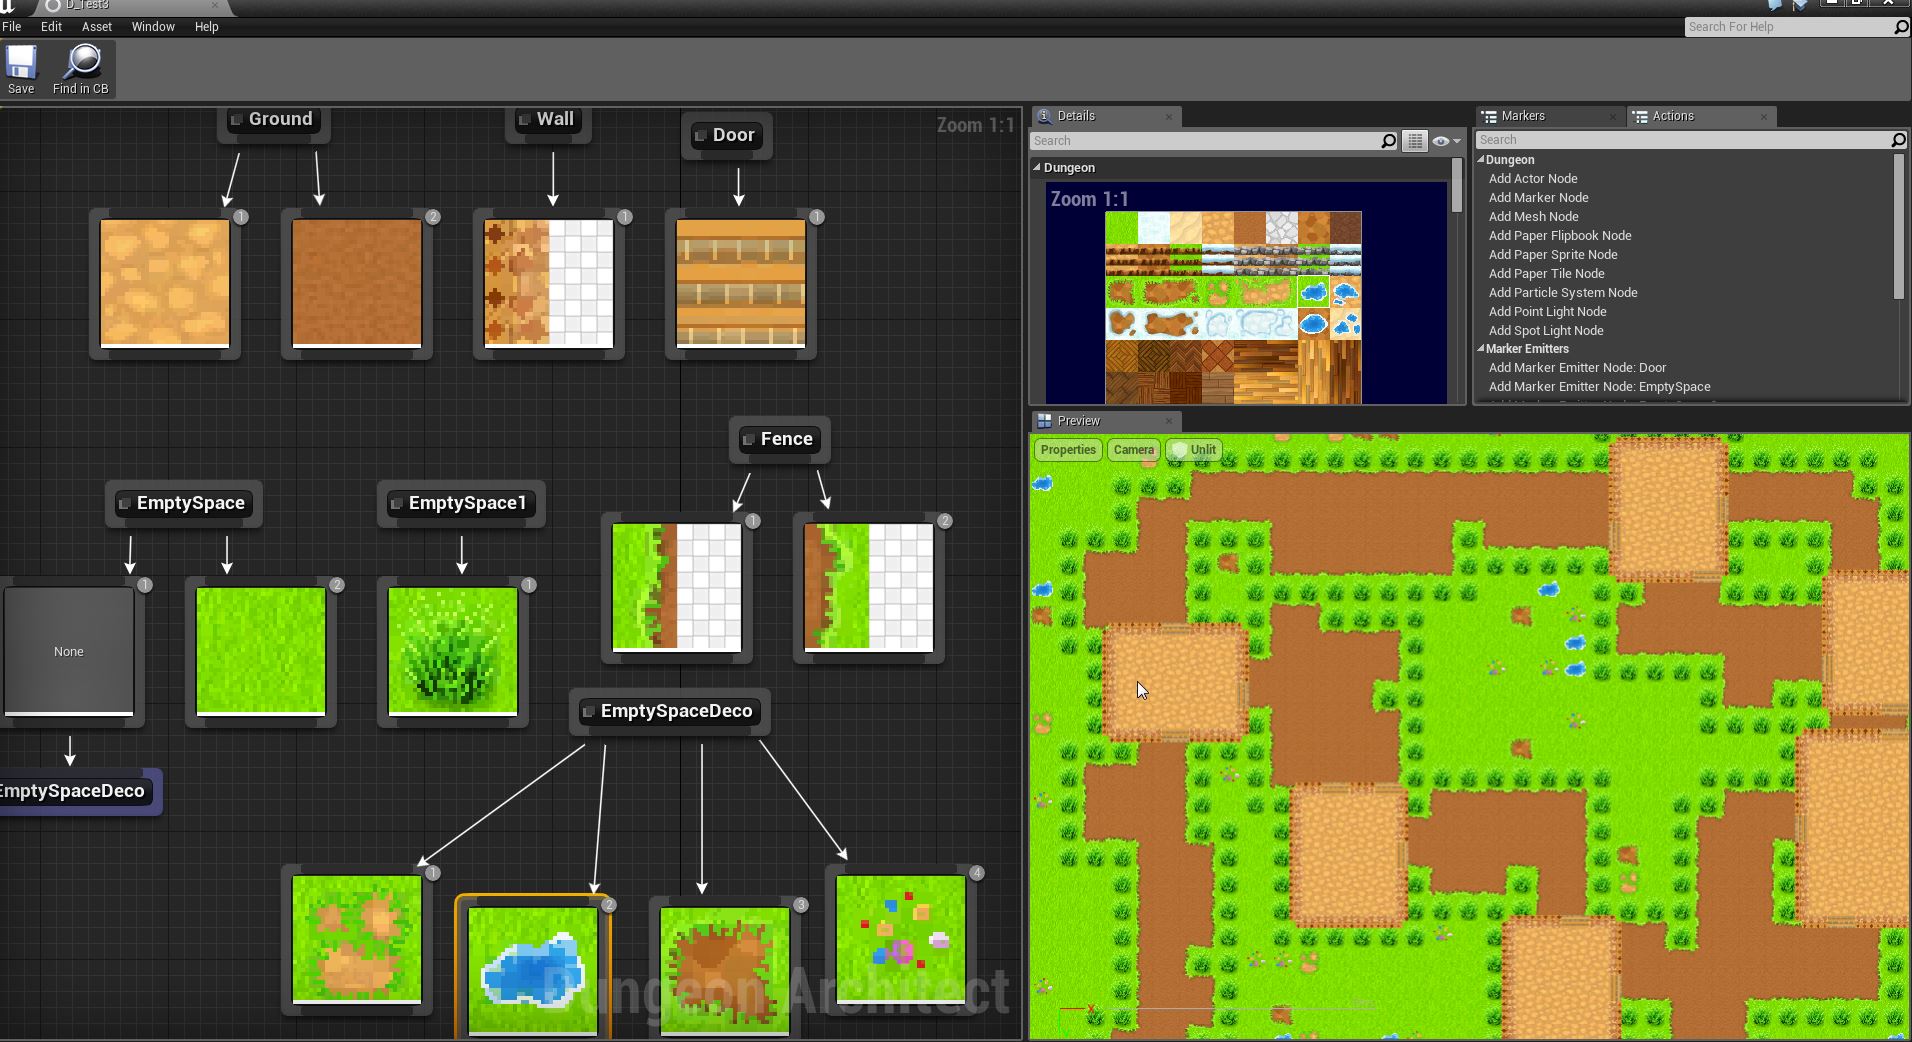 D_Test3
File Edit Asset Window Help
Search For Help
Save
Find in CB
Zoom 1:1
Ground
Wall
Door
1
2
1
1
Fence
EmptySpace
EmptySpace1
1
2
1
2
1
None
EmptySpaceDeco
EmptySpaceDeco
1
2
3
4
Dungeon Architect
Details
Search
Dungeon
Zoom 1:1
Markers
Actions
Search
Dungeon
Add Actor Node
Add Marker Node
Add Mesh Node
Add Paper Flipbook Node
Add Paper Sprite Node
Add Paper Tile Node
Add Particle System Node
Add Point Light Node
Add Spot Light Node
Marker Emitters
Add Marker Emitter Node: Door
Add Marker Emitter Node: EmptySpace
Preview
Properties
Camera
Unlit
X